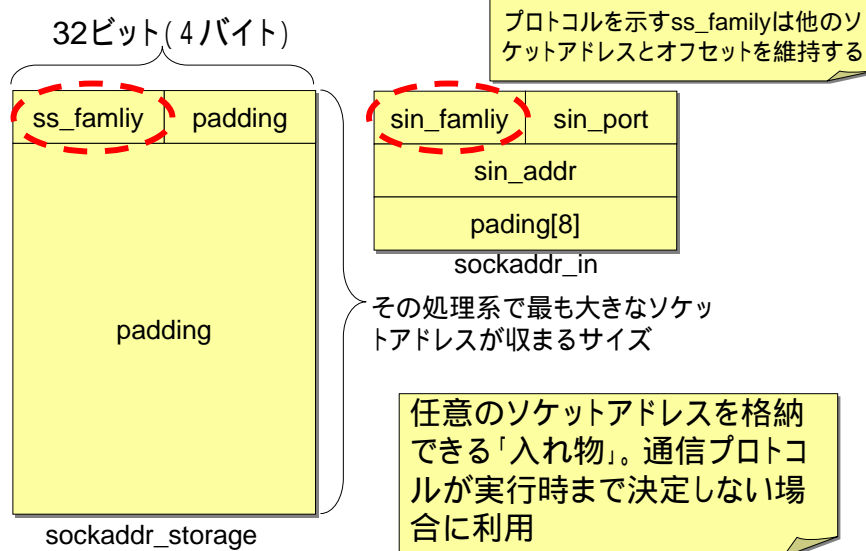 32ビット(4バイト)
プロトコルを示すss_familyは他のソ
ケットアドレスとオフセットを維持する
ss_famliy
padding
sin_famliy
sin_port
sin_addr
pading[8]
sockaddr_in
padding
その処理系で最も大きなソケッ
トアドレスが収まるサイズ
任意のソケットアドレスを格納
できる「入れ物」。通信プロトコ
ルが実行時まで決定しない場
合に利用
sockaddr_storage